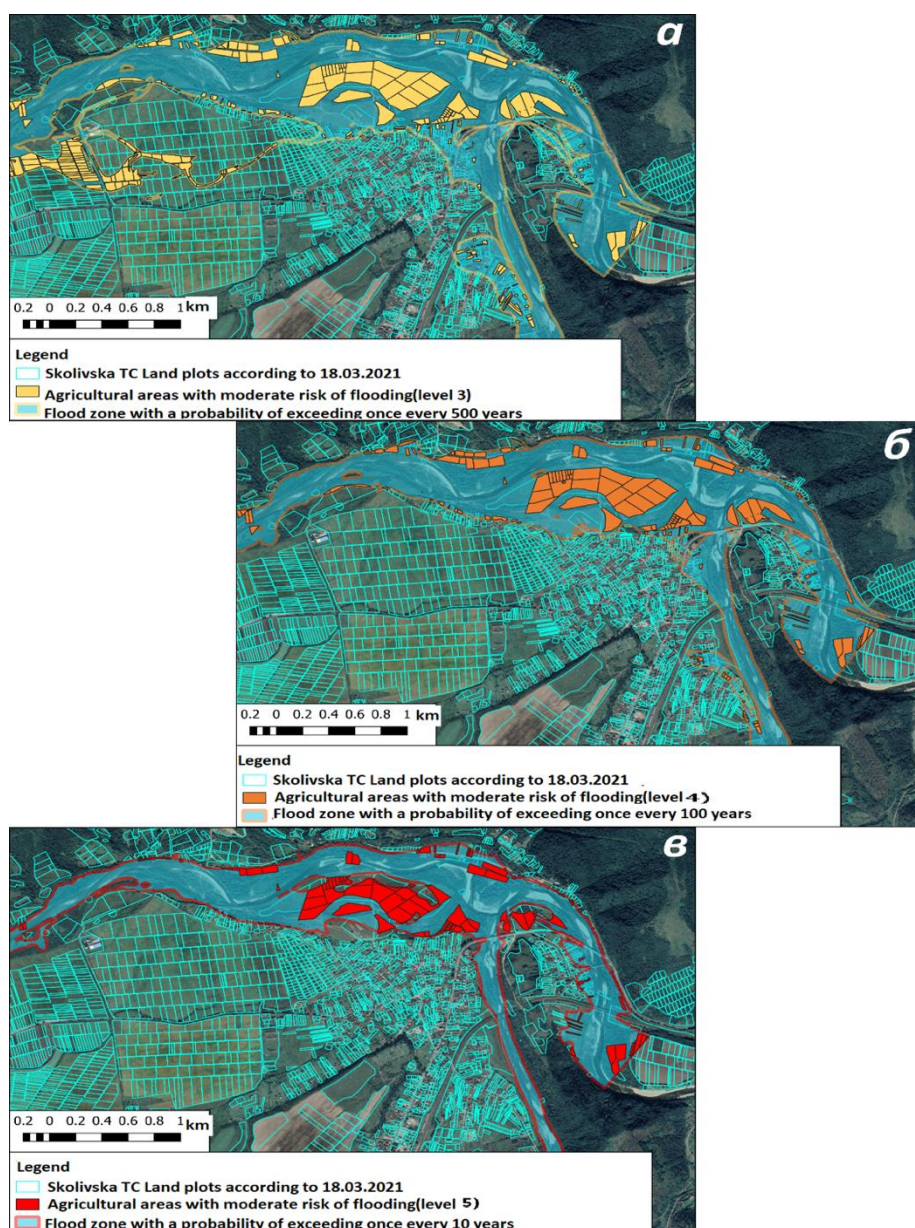 а
0.2 0 0.2 0.4 0.6 0.8 1 km
Legend
Skolivska TC Land plots according to 18.03.2021
Agricultural areas with moderate risk of flooding(level 3)
Flood zone with a probability of exceeding once every 500 years
б
0.2 0 0.2 0.4 0.6 0.8 1 km
Legend
Skolivska TC Land plots according to 18.03.2021
Agricultural areas with moderate risk of flooding(level 4)
Flood zone with a probability of exceeding once every 100 years
в
0.2 0 0.2 0.4 0.6 0.8 1 km
Legend
Skolivska TC Land plots according to 18.03.2021
Agricultural areas with moderate risk of flooding(level 5)
Flood zone with a probability of exceeding once every 10 years